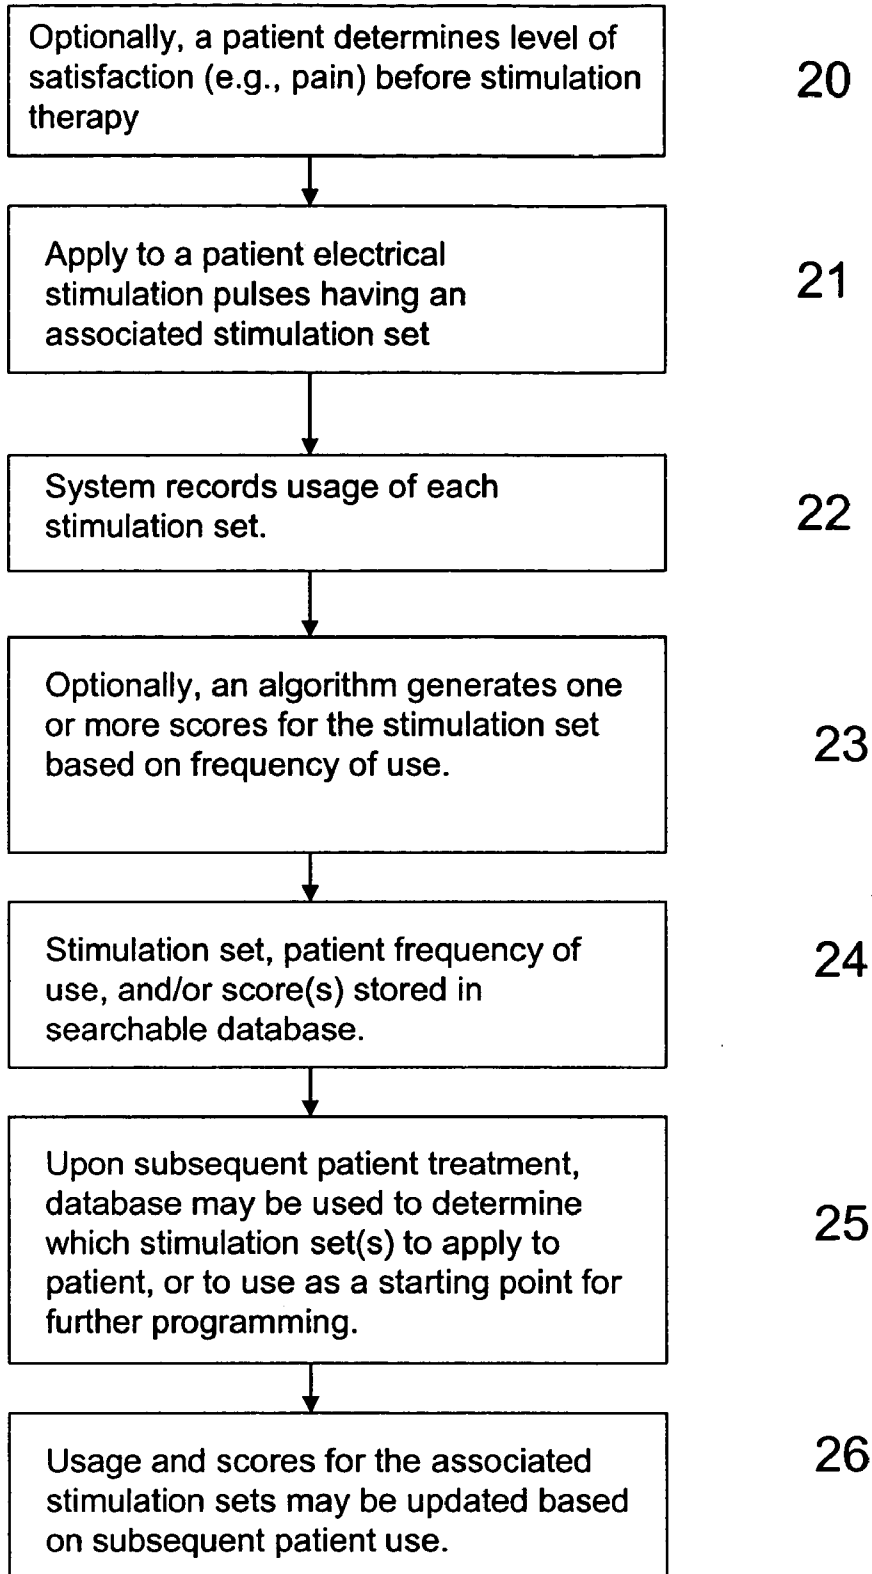 Optionally, a patient determines level of
satisfaction (e.g., pain) before stimulation
therapy
20
Apply to a patient electrical
stimulation pulses having an
associated stimulation set
21
System records usage of each
stimulation set.
22
Optionally, an algorithm generates one
or more scores for the stimulation set
based on frequency of use.
23
Stimulation set, patient frequency of
use, and/or score(s) stored in
searchable database.
24
Upon subsequent patient treatment,
database may be used to determine
which stimulation set(s) to apply to
patient, or to use as a starting point for
further programming.
25
Usage and scores for the associated
stimulation sets may be updated based
on subsequent patient use.
26